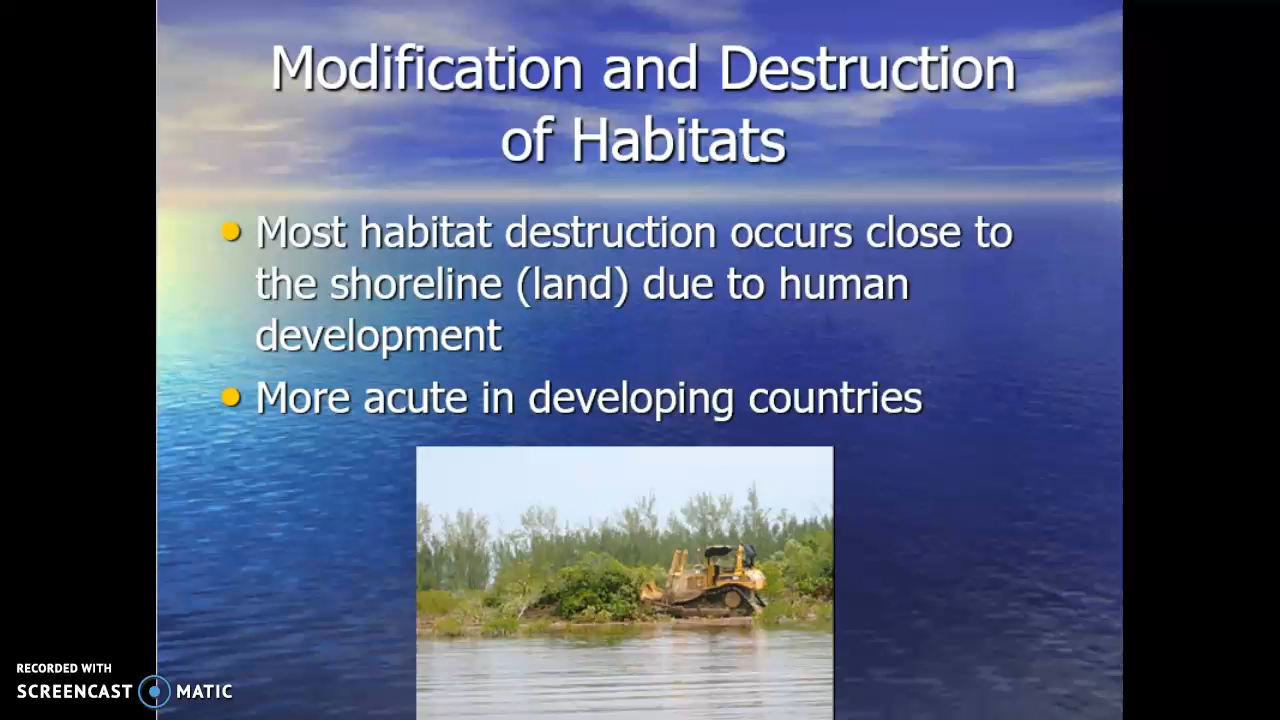 Modification and Destruction
of Habitats
Most habitat destruction occurs close to
the shoreline (land) due to human
development
More acute in developing countries
RECORDED WITH
SCREENCAST MATIC